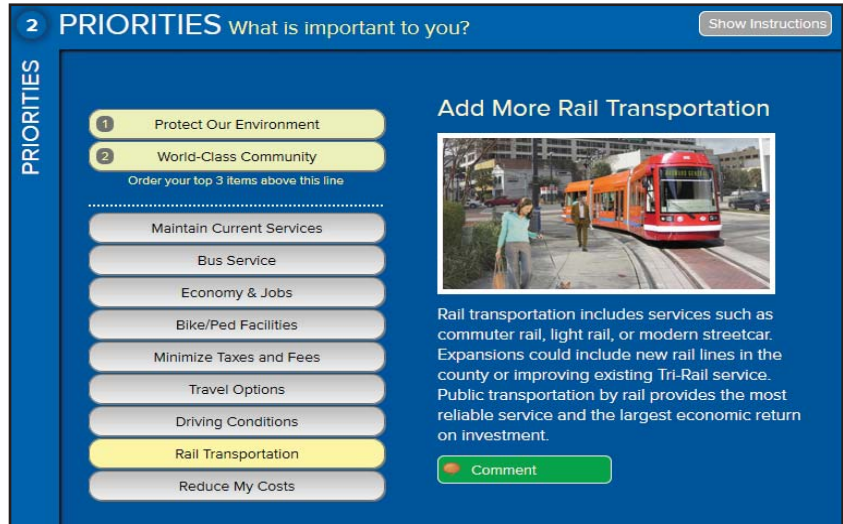 2 PRIORITIES What is important to you?
Show Instructions
PRIORITIES
1 Protect Our Environment
2 World-Class Community
Order your top 3 items above this line
Maintain Current Services
Bus Service
Economy & Jobs
Bike/Ped Facilities
Minimize Taxes and Fees
Travel Options
Driving Conditions
Rail Transportation
Reduce My Costs
Add More Rail Transportation
Rail transportation includes services such as
commuter rail, light rail, or modern streetcar.
Expansions could include new rail lines in the
county or improving existing Tri-Rail service.
Public transportation by rail provides the most
reliable service and the largest economic return
on investment.
Comment